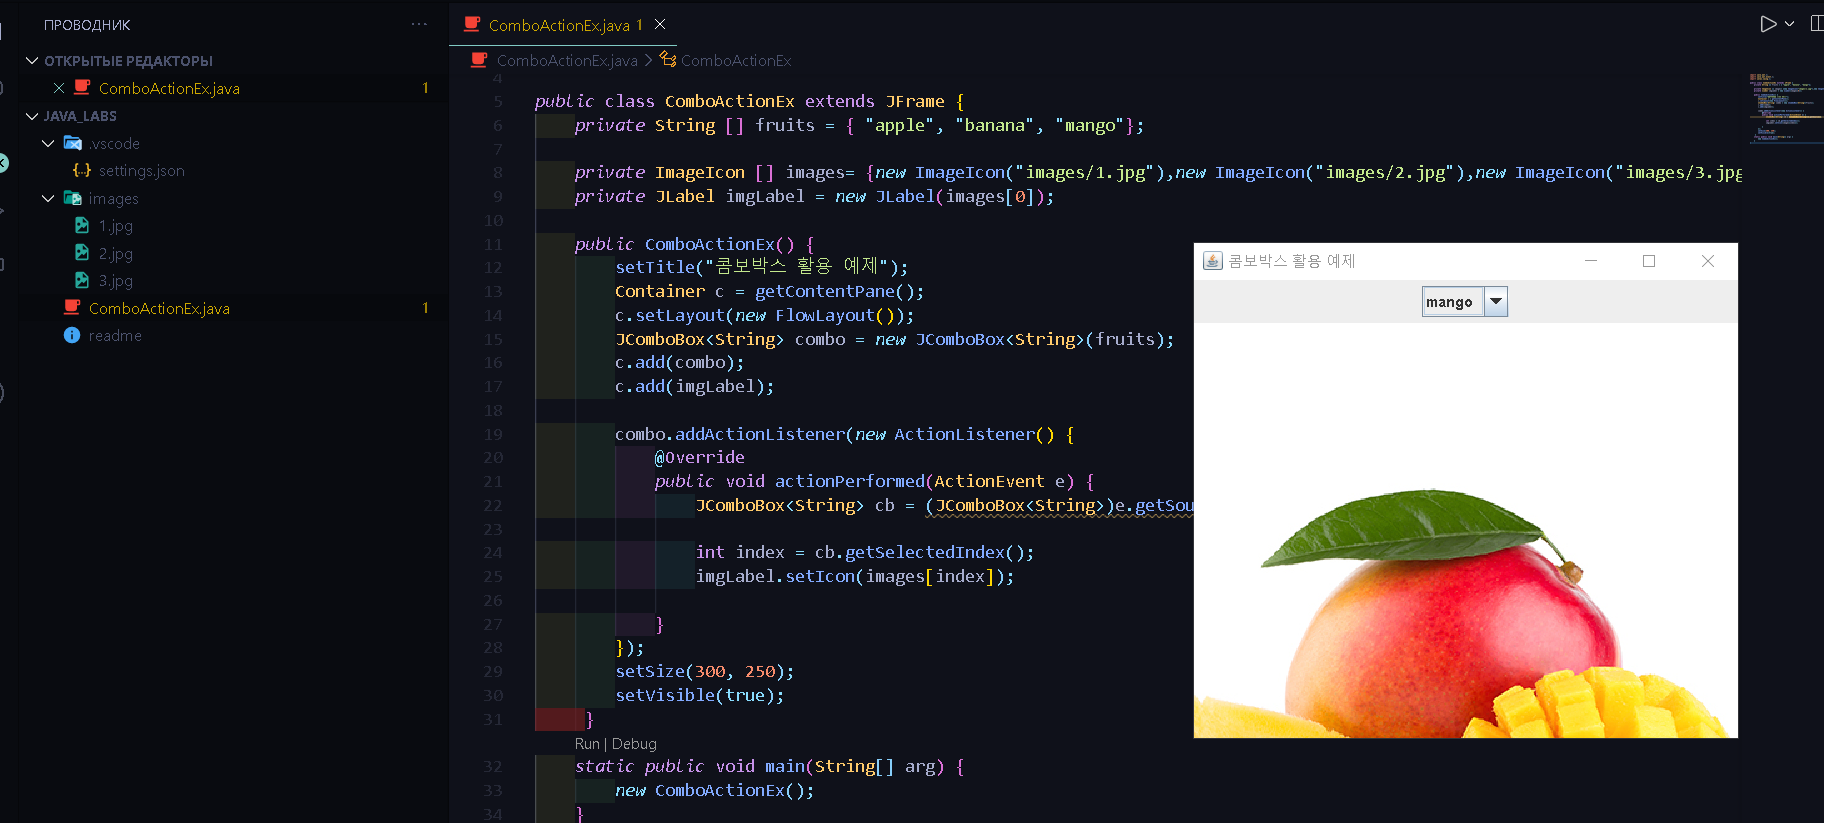 ПРОВОДНИК
ОТКРЫТЫЕ РЕДАКТОРЫ
ComboActionEx.java 1
JAVA_LABS
.vscode
settings.json
images
1.jpg
2.jpg
3.jpg
ComboActionEx.java 1
readme
ComboActionEx.java 1
ComboActionEx.java > ComboActionEx
4
5 public class ComboActionEx extends JFrame {
6 private String [] fruits = { "apple", "banana", "mango"};
7
8 private ImageIcon [] images= {new ImageIcon("images/1.jpg"),new ImageIcon("images/2.jpg"),new ImageIcon("images/3.jpg
9 private JLabel imgLabel = new JLabel(images[0]);
10
11 public ComboActionEx() {
12 setTitle("콤보박스 활용 예제");
13 Container c = getContentPane();
14 c.setLayout(new FlowLayout());
15 JComboBox<String> combo = new JComboBox<String>(fruits);
16 c.add(combo);
17 c.add(imgLabel);
18
19 combo.addActionListener(new ActionListener() {
20 @Override
21 public void actionPerformed(ActionEvent e) {
22 JComboBox<String> cb = (JComboBox<String>)e.getSou
23
24 int index = cb.getSelectedIndex();
25 imgLabel.setIcon(images[index]);
26
27 }
28 });
29 setSize(300, 250);
30 setVisible(true);
31 }
Run | Debug
32 static public void main(String[] arg) {
33 new ComboActionEx();
34 }
콤보박스 활용 예제
mango